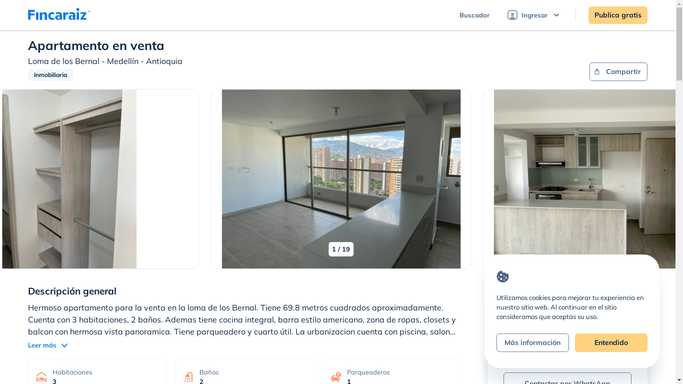 Fincaraiz
Buscador
Ingresar
Publica gratis
Apartamento en venta
Loma de los Bernal - Medellín - Antioquia
Inmobiliaria
Compartir
1 / 19
Descripción general
Hermoso apartamento para la venta en la loma de los Bernal. Tiene 69.8 metros cuadrados aproximadamente.
Cuenta con 3 habitaciones, 2 baños. Ademas tiene cocina integral, barra estilo americano, zona de ropas, closets y
balcon con hermosa vista panoramica. Tiene parqueadero y cuarto útil. La urbanizacion cuenta con piscina, salon...
Leer más
Habitaciones
3
Baños
2
Parqueaderos
1
Utilizamos cookies para mejorar tu experiencia en
nuestro sitio web. Al continuar en el sitio
consideramos que aceptas su uso.
Más información
Entendido
Contactar por WhatsApp